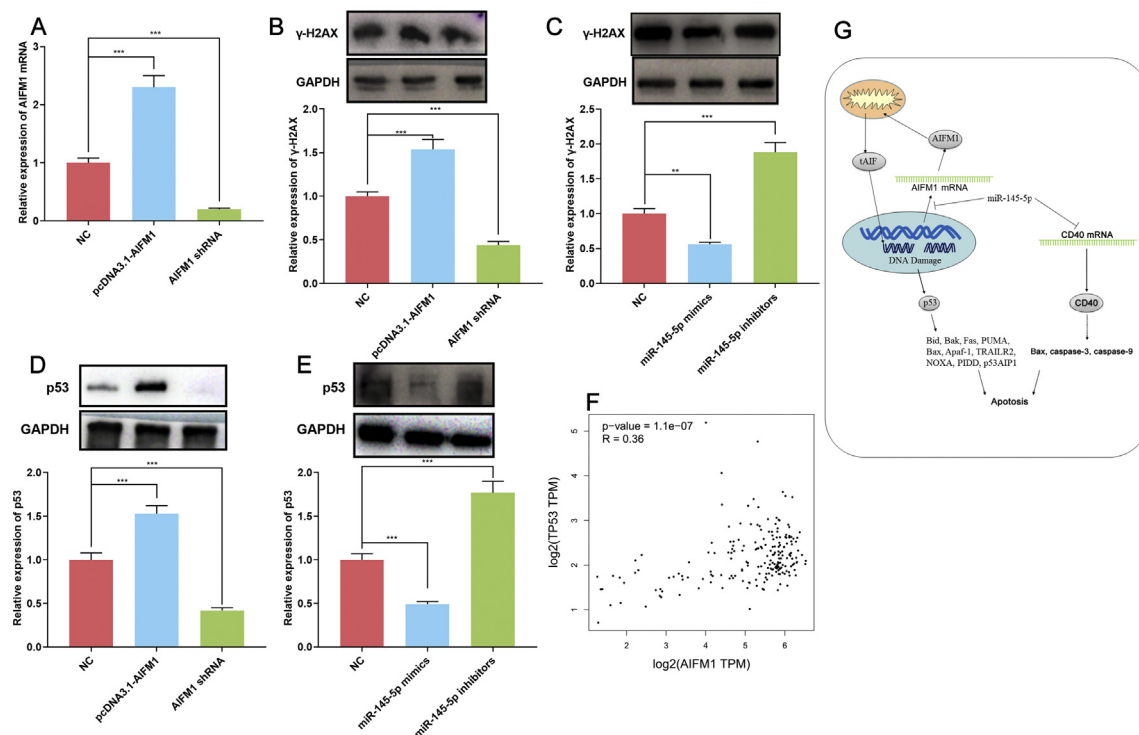 A
Relative expression of AIFM1 mRNA
3
2
1
0
***
***
NC
pcDNA3.1-AIFM1
AIFM1 shRNA
B
γ-H2AX
GAPDH
Relative expression of γ-H2AX
2.0
1.5
1.0
0.5
0.0
***
***
NC
pcDNA3.1-AIFM1
AIFM1 shRNA
C
γ-H2AX
GAPDH
Relative expression of γ-H2AX
2.0
1.5
1.0
0.5
0.0
***
**
NC
miR-145-5p mimics
miR-145-5p inhibitors
D
p53
GAPDH
Relative expression of p53
2.0
1.5
1.0
0.5
0.0
***
***
NC
pcDNA3.1-AIFM1
AIFM1 shRNA
E
p53
GAPDH
Relative expression of p53
2.0
1.5
1.0
0.5
0.0
***
***
NC
miR-145-5p mimics
miR-145-5p inhibitors
F
p-value = 1.1e-07
R = 0.36
log2(TP53 TPM)
5
4
3
2
1
2
3
4
5
6
log2(AIFM1 TPM)
G
AIFM1
tAIF
AIFM1 mRNA
miR-145-5p
CD40 mRNA
DNA Damage
p53
CD40
Bid, Bak, Fas, PUMA,
Bax, Apaf-1, TRAILR2,
NOXA, PIDD, p53AIP1
Bax, caspase-3, caspase-9
Apotosis